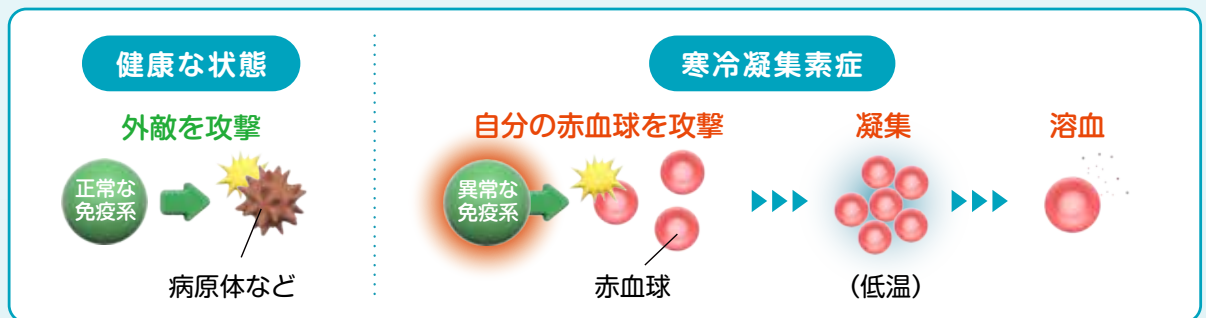 健康な状態
外敵を攻撃
正常な
免疫系
病原体など
寒冷凝集素症
自分の赤血球を攻撃
異常な
免疫系
赤血球
凝集
(低温)
溶血